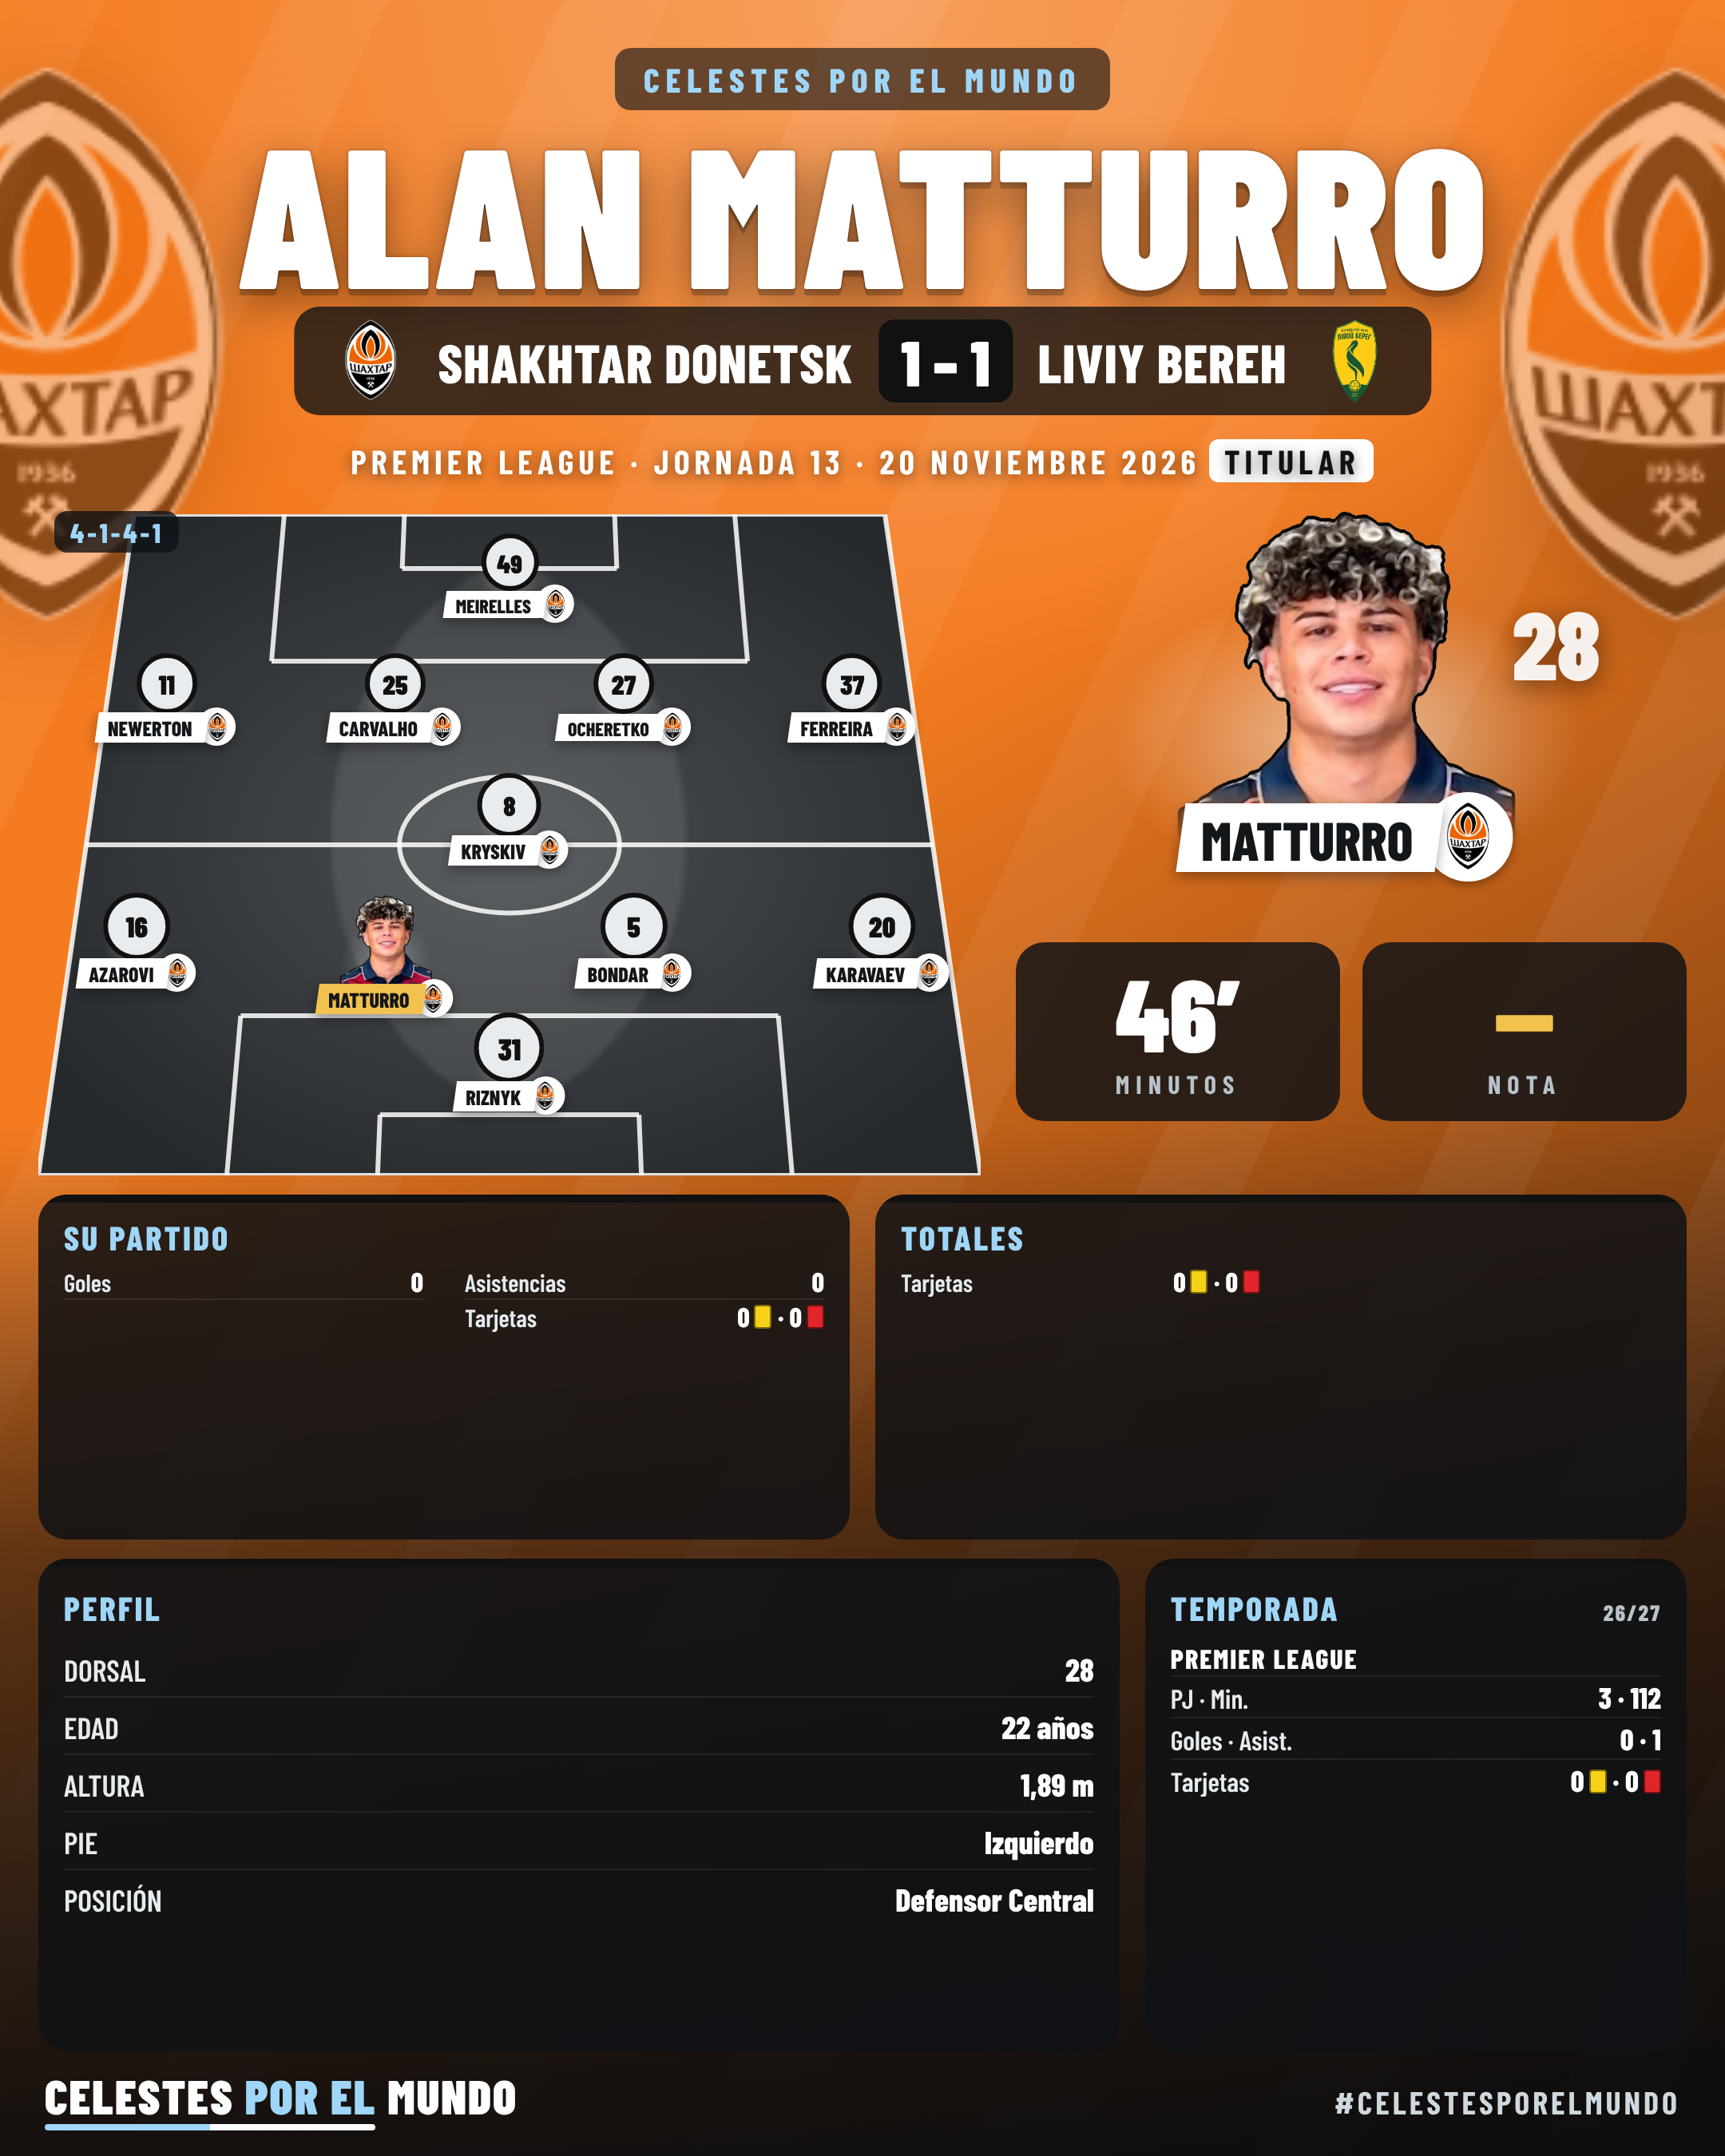 CELESTES POR EL MUNDO
ALAN MATTURRO
ШАХТАР
1936
SHAKHTAR DONETSK 1 - 1 LIVIY BEREH
PREMIER LEAGUE · JORNADA 13 · 20 NOVIEMBRE 2026 TITULAR
4-1-4-1
49
MEIRELLES
11 25 27 37
NEWERTON CARVALHO OCHERETKO FERREIRA
8
KRYSKIV
16 5 20
AZAROVI MATTURRO BONDAR KARAVAEV
31
RIZNYK
28
MATTURRO
ШАХТАР
46′
MINUTOS
–
NOTA
SU PARTIDO
Goles 0 Asistencias 0
Tarjetas 0 · 0
TOTALES
Tarjetas 0 · 0
PERFIL
DORSAL 28
EDAD 22 años
ALTURA 1,89 m
PIE Izquierdo
POSICIÓN Defensor Central
TEMPORADA 26/27
PREMIER LEAGUE
PJ · Min. 3 · 112
Goles · Asist. 0 · 1
Tarjetas 0 · 0
CELESTES POR EL MUNDO
#CELESTESPORELMUNDO